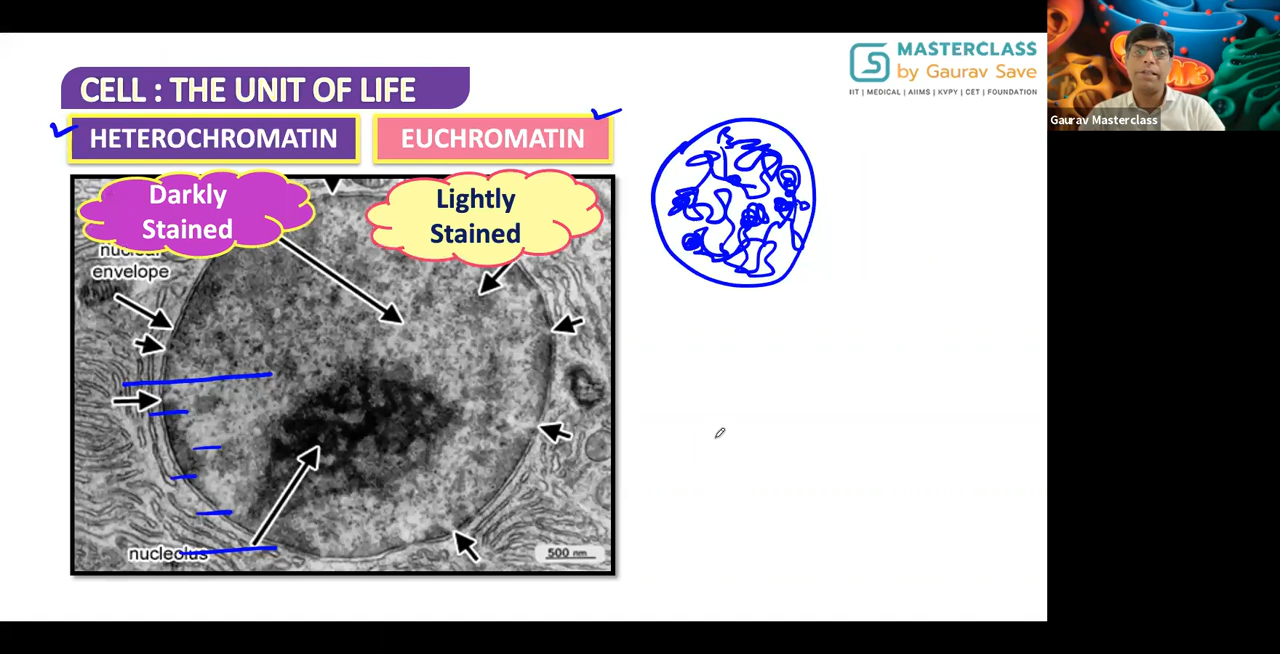 MASTERCLASS
by Gaurav Save
IIT | MEDICAL | AIIMS | KVPY | CET | FOUNDATION
Gaurav Masterclass
CELL : THE UNIT OF LIFE
HETEROCHROMATIN
EUCHROMATIN
Darkly
Stained
Lightly
Stained
envelope
nucleolus
500 nm